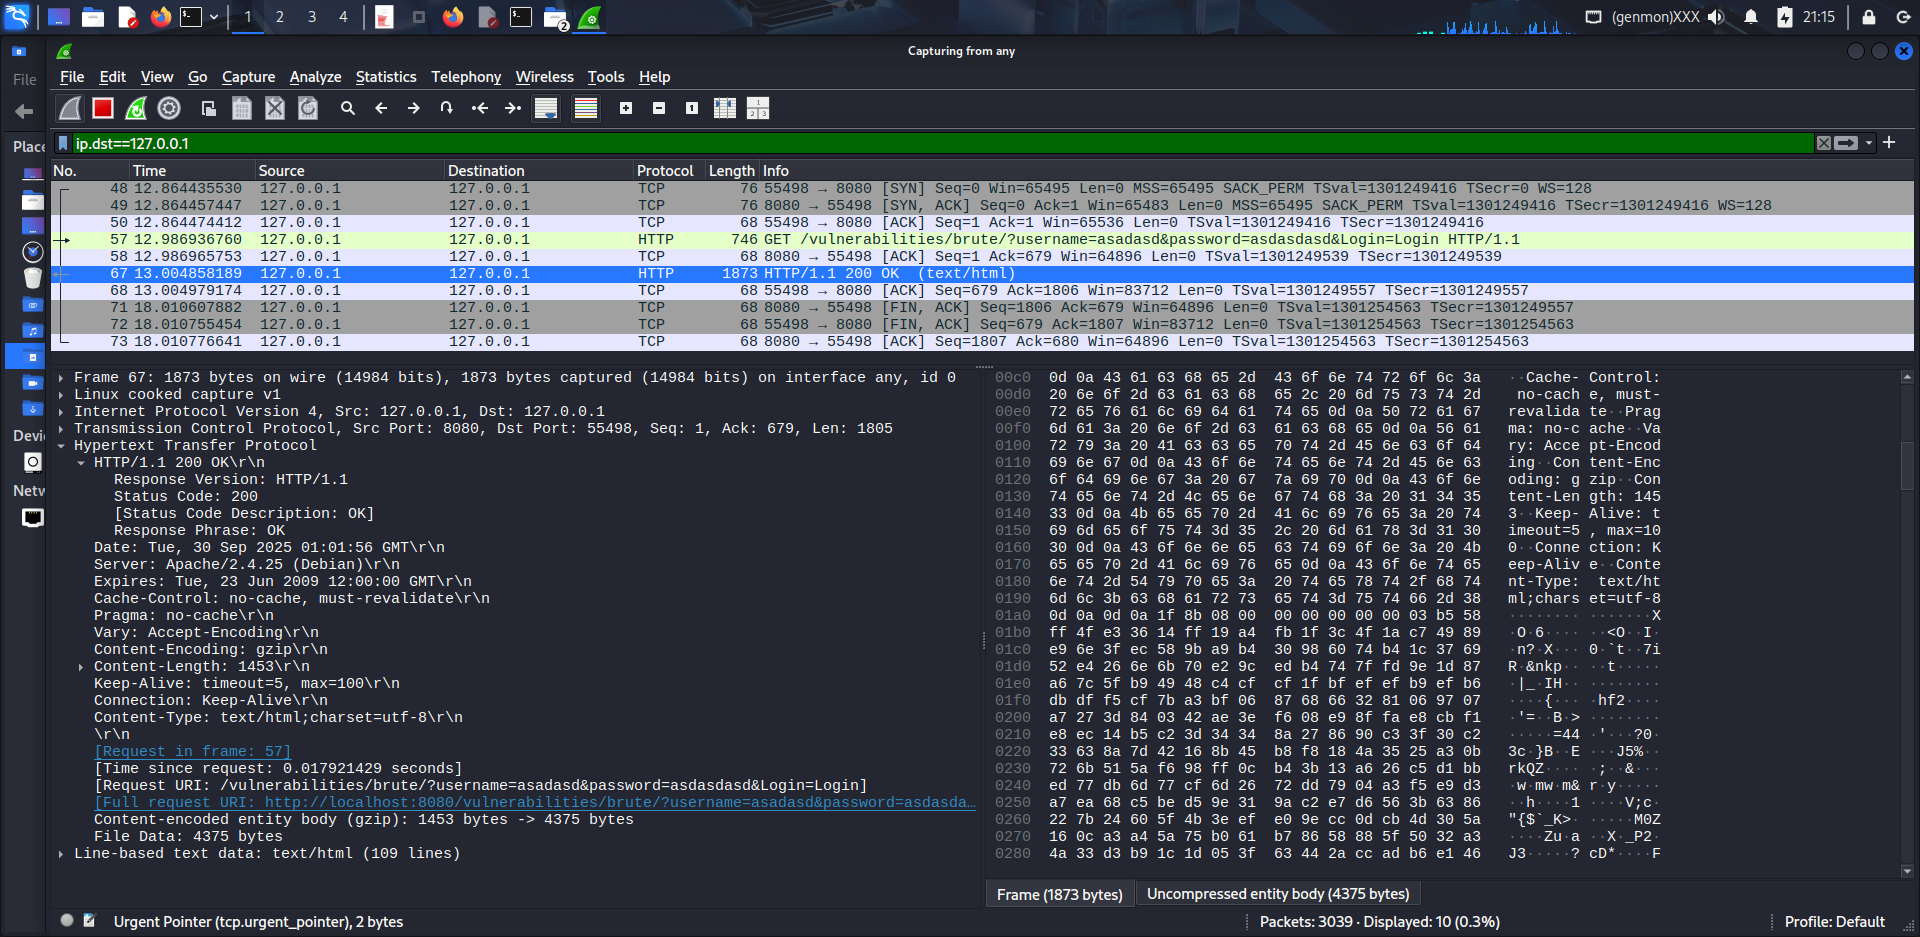 1 2 3 4 2 (genmon)XXX 21:15
Capturing from any
File
File Edit View Go Capture Analyze Statistics Telephony Wireless Tools Help
Place
Devi
Netw
ip.dst==127.0.0.1
No. Time Source Destination Protocol Length Info
48 12.864435530 127.0.0.1 127.0.0.1 TCP 76 55498 → 8080 [SYN] Seq=0 Win=65495 Len=0 MSS=65495 SACK_PERM TSval=1301249416 TSecr=0 WS=128
49 12.864457447 127.0.0.1 127.0.0.1 TCP 76 8080 → 55498 [SYN, ACK] Seq=0 Ack=1 Win=65483 Len=0 MSS=65495 SACK_PERM TSval=1301249416 TSecr=1301249416 WS=128
50 12.864474412 127.0.0.1 127.0.0.1 TCP 68 55498 → 8080 [ACK] Seq=1 Ack=1 Win=65536 Len=0 TSval=1301249416 TSecr=1301249416
57 12.986936760 127.0.0.1 127.0.0.1 HTTP 746 GET /vulnerabilities/brute/?username=asadasd&password=asdasdasd&Login=Login HTTP/1.1
58 12.986965753 127.0.0.1 127.0.0.1 TCP 68 8080 → 55498 [ACK] Seq=1 Ack=679 Win=64896 Len=0 TSval=1301249539 TSecr=1301249539
67 13.004858189 127.0.0.1 127.0.0.1 HTTP 1873 HTTP/1.1 200 OK (text/html)
68 13.004979174 127.0.0.1 127.0.0.1 TCP 68 55498 → 8080 [ACK] Seq=679 Ack=1806 Win=83712 Len=0 TSval=1301249557 TSecr=1301249557
71 18.010607882 127.0.0.1 127.0.0.1 TCP 68 8080 → 55498 [FIN, ACK] Seq=1806 Ack=679 Win=64896 Len=0 TSval=1301254563 TSecr=1301249557
72 18.010755454 127.0.0.1 127.0.0.1 TCP 68 55498 → 8080 [FIN, ACK] Seq=679 Ack=1807 Win=83712 Len=0 TSval=1301254563 TSecr=1301254563
73 18.010776641 127.0.0.1 127.0.0.1 TCP 68 8080 → 55498 [ACK] Seq=1807 Ack=680 Win=64896 Len=0 TSval=1301254563 TSecr=1301254563
Frame 67: 1873 bytes on wire (14984 bits), 1873 bytes captured (14984 bits) on interface any, id 0
Linux cooked capture v1
Internet Protocol Version 4, Src: 127.0.0.1, Dst: 127.0.0.1
Transmission Control Protocol, Src Port: 8080, Dst Port: 55498, Seq: 1, Ack: 679, Len: 1805
Hypertext Transfer Protocol
HTTP/1.1 200 OK\r\n
Response Version: HTTP/1.1
Status Code: 200
[Status Code Description: OK]
Response Phrase: OK
Date: Tue, 30 Sep 2025 01:01:56 GMT\r\n
Server: Apache/2.4.25 (Debian)\r\n
Expires: Tue, 23 Jun 2009 12:00:00 GMT\r\n
Cache-Control: no-cache, must-revalidate\r\n
Pragma: no-cache\r\n
Vary: Accept-Encoding\r\n
Content-Encoding: gzip\r\n
Content-Length: 1453\r\n
Keep-Alive: timeout=5, max=100\r\n
Connection: Keep-Alive\r\n
Content-Type: text/html;charset=utf-8\r\n
\r\n
[Request in frame: 57]
[Time since request: 0.017921429 seconds]
[Request URI: /vulnerabilities/brute/?username=asadasd&password=asdasdasd&Login=Login]
[Full request URI: http://localhost:8080/vulnerabilities/brute/?username=asadasd&password=asdasda…
Content-encoded entity body (gzip): 1453 bytes -> 4375 bytes
File Data: 4375 bytes
Line-based text data: text/html (109 lines)
00c0 0d 0a 43 61 63 68 65 2d 43 6f 6e 74 72 6f 6c 3a ··Cache-Control:
00d0 20 6e 6f 2d 63 61 63 68 65 2c 20 6d 75 73 74 2d no-cache, must-
00e0 72 65 76 61 6c 69 64 61 74 65 0d 0a 50 72 61 67 revalidate··Prag
00f0 6d 61 3a 20 6e 6f 2d 63 61 63 68 65 0d 0a 56 61 ma: no-cache··Va
0100 72 79 3a 20 41 63 63 65 70 74 2d 45 6e 63 6f 64 ry: Accept-Encod
0110 69 6e 67 0d 0a 43 6f 6e 74 65 6e 74 2d 45 6e 63 ing··Content-Enc
0120 6f 64 69 6e 67 3a 20 67 7a 69 70 0d 0a 43 6f 6e oding: gzip··Con
0130 74 65 6e 74 2d 4c 65 6e 67 74 68 3a 20 31 34 35 tent-Length: 145
0140 33 0d 0a 4b 65 65 70 2d 41 6c 69 76 65 3a 20 74 3··Keep-Alive: t
0150 69 6d 65 6f 75 74 3d 35 2c 20 6d 61 78 3d 31 30 imeout=5, max=10
0160 30 0d 0a 43 6f 6e 6e 65 63 74 69 6f 6e 3a 20 4b 0··Connection: K
0170 65 65 70 2d 41 6c 69 76 65 0d 0a 43 6f 6e 74 65 eep-Alive··Conte
0180 6e 74 2d 54 79 70 65 3a 20 74 65 78 74 2f 68 74 nt-Type: text/ht
0190 6d 6c 3b 63 68 61 72 73 65 74 3d 75 74 66 2d 38 ml;charset=utf-8
01a0 0d 0a 0d 0a 1f 8b 08 00 00 00 00 00 00 03 b5 58 ···············X
01b0 ff 4f e3 36 14 ff 19 a4 fb 1f 3c 4f 1a c7 49 89 ·O·6······<O··I·
01c0 e9 6e 3f ec 58 9b a9 b4 30 98 60 74 b4 1c 37 69 ·n?·X···0·`t··7i
01d0 52 e4 26 6e 6b 70 e2 9c ed b4 74 7f fd 9e 1d 87 R·&nkp····t·····
01e0 a6 7c 5f b9 49 48 c4 cf cf 1f bf ef ef b9 ef b6 ·|_·IH··········
01f0 db df f5 cf 7b a3 bf 06 87 68 66 32 81 06 97 07 ····{····hf2····
0200 a7 27 3d 84 03 42 ae 3e f6 08 e9 8f fa e8 cb f1 ·'=··B·>········
0210 e8 ec 14 b5 c2 3d 34 34 8a 27 86 90 c3 3f 30 c2 ·····=44·'···?0·
0220 33 63 8a 7d 42 16 8b 45 b8 f8 18 4a 35 25 a3 0b 3c·}B··E···J5%··
0230 72 6b 51 5a f6 98 ff 0c b4 3b 13 a6 26 c5 d1 bb rkQZ·····;··&···
0240 ed 77 db 6d 77 cf 6d 26 72 dd 79 04 a3 f5 e9 d3 ·w·mw·m&r·y·····
0250 a7 ea 68 c5 be d5 9e 31 9a c2 e7 d6 56 3b 63 86 ··h····1····V;c·
0260 22 7b 24 60 5f 4b 3e ef e0 9e cc 0d cb 4d 30 5a "{$`_K>······M0Z
0270 16 0c a3 a4 5a 75 b0 61 b7 86 58 88 5f 50 32 a3 ····Zu·a··X·_P2·
0280 4a 33 d3 b9 1c 1d 05 3f 63 44 2a cc ad b6 e1 46 J3·····?cD*····F
Frame (1873 bytes) Uncompressed entity body (4375 bytes)
Urgent Pointer (tcp.urgent_pointer), 2 bytes Packets: 3039 · Displayed: 10 (0.3%) Profile: Default